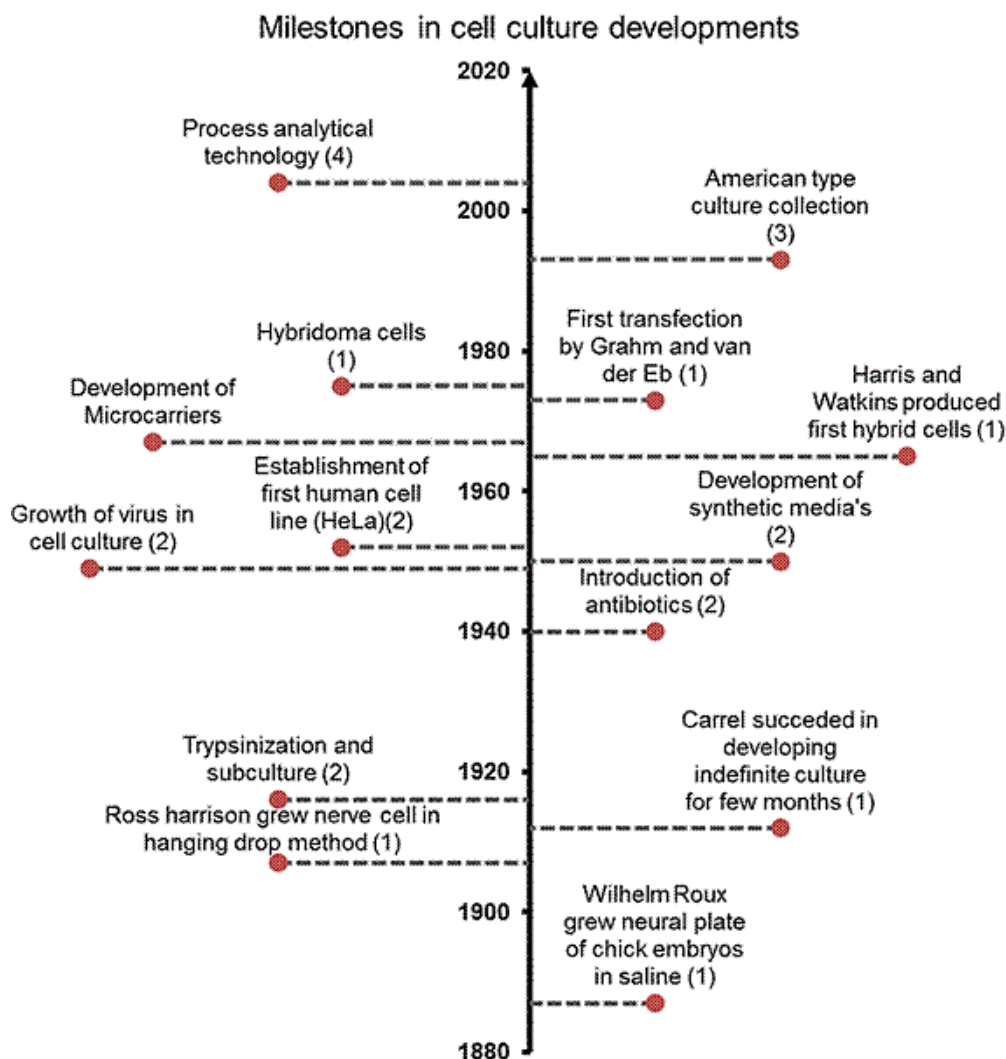 Milestones in cell culture developments
2020
Process analytical
technology (4)
American type
culture collection
(3)
2000
Hybridoma cells
(1)
First transfection
by Grahm and van
der Eb (1)
1980
Development of
Microcarriers
Harris and
Watkins produced
first hybrid cells (1)
Establishment of
first human cell
line (HeLa)(2)
Development of
synthetic media's
(2)
1960
Growth of virus in
cell culture (2)
Introduction of
antibiotics (2)
1940
Carrel succeded in
developing
indefinite culture
for few months (1)
Trypsinization and
subculture (2)
1920
Ross harrison grew nerve cell in
hanging drop method (1)
Wilhelm Roux
grew neural plate
of chick embryos
in saline (1)
1900
1880